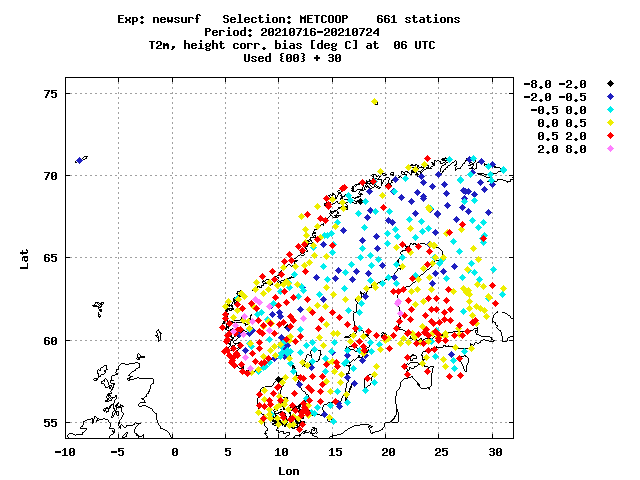 Exp: newsurf   Selection: METCOOP    661 stations
Period: 20210716-20210724
T2m, height corr. bias [deg C] at  06 UTC
Used {00} + 30
-8.0 -2.0
-2.0 -0.5
-0.5 0.0
0.0 0.5
0.5 2.0
2.0 8.0
75
70
65
60
55
Lat
-10 -5 0 5 10 15 20 25 30
Lon